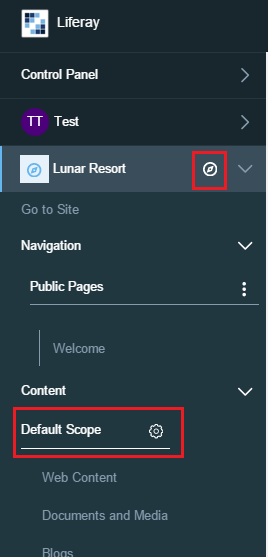 Liferay
Control Panel
TT Test
Lunar Resort
Go to Site
Navigation
Public Pages
Welcome
Content
Default Scope
Web Content
Documents and Media
Blogs